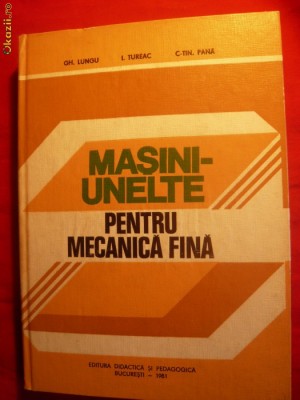 Okazii.ro
GH. LUNGU   I. TUREAC   C-TIN. PANĂ
MAȘINI-
UNELTE
PENTRU
MECANICA FINĂ
EDITURA DIDACTICĂ ȘI PEDAGOGICĂ
BUCUREȘTI – 1981